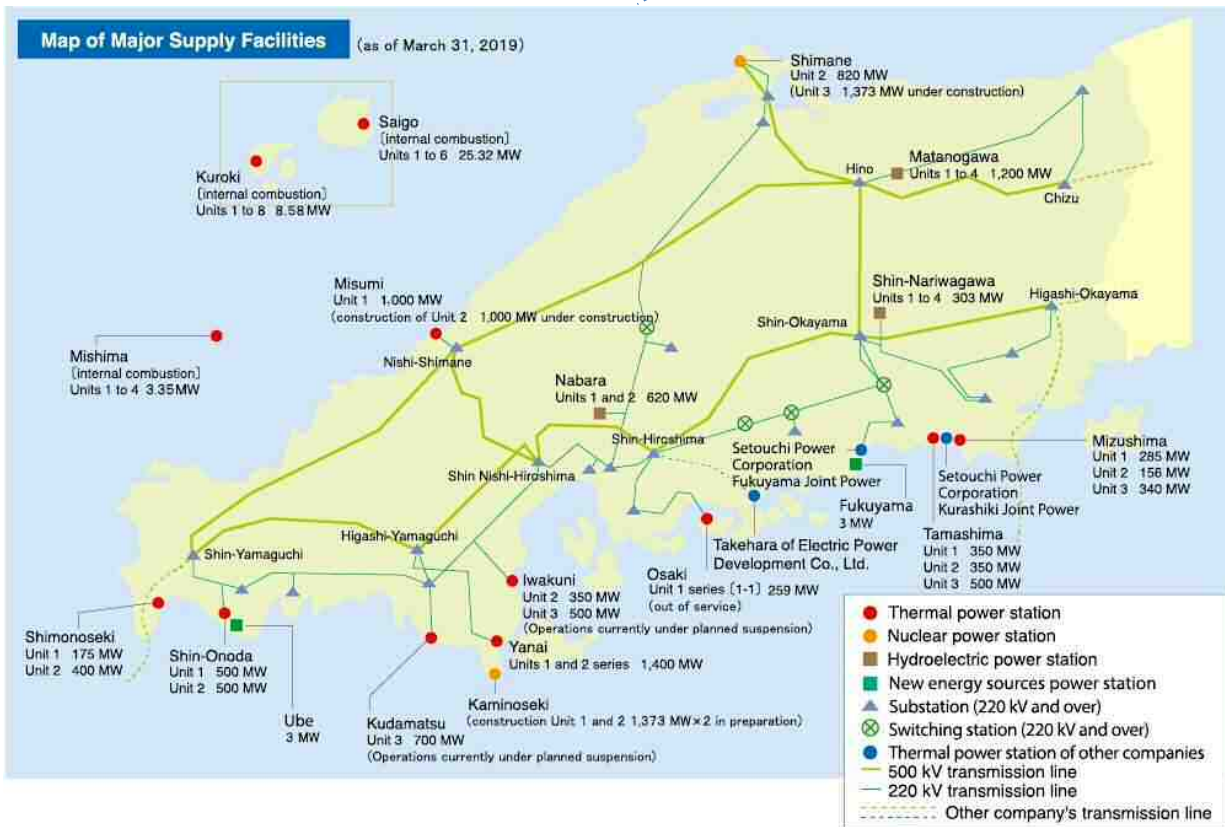 Map of Major Supply Facilities
(as of March 31, 2019)
Shimane
Unit 2 820 MW
(Unit 3 1,373 MW under construction)
Saigo
[internal combustion]
Units 1 to 6 25.32 MW
Kuroki
[internal combustion]
Units 1 to 8 8.58 MW
Matanogawa
Units 1 to 4 1,200 MW
Hino
Chizu
Misumi
Unit 1 1,000 MW
(construction of Unit 2 1,000 MW under construction)
Shin-Nariwagawa
Units 1 to 4 303 MW
Higashi-Okayama
Shin-Okayama
Mishima
[internal combustion]
Units 1 to 4 3.35 MW
Nishi-Shimane
Nabara
Units 1 and 2 620 MW
Shin-Hiroshima
Shin Nishi-Hiroshima
Setouchi Power
Corporation
Fukuyama Joint Power
Mizushima
Unit 1 285 MW
Unit 2 156 MW
Unit 3 340 MW
Setouchi Power
Corporation
Kurashiki Joint Power
Fukuyama
3 MW
Tamashima
Unit 1 350 MW
Unit 2 350 MW
Unit 3 500 MW
Takehara of Electric Power
Development Co., Ltd.
Higashi-Yamaguchi
Shin-Yamaguchi
Osaki
Unit 1 series [1-1] 259 MW
(out of service)
Iwakuni
Unit 2 350 MW
Unit 3 500 MW
(Operations currently under planned suspension)
Shimonoseki
Unit 1 175 MW
Unit 2 400 MW
Shin-Onoda
Unit 1 500 MW
Unit 2 500 MW
Yanai
Units 1 and 2 series 1,400 MW
Ube
3 MW
Kaminoseki
(construction Unit 1 and 2 1,373 MW×2 in preparation)
Kudamatsu
Unit 3 700 MW
(Operations currently under planned suspension)
Thermal power station
Nuclear power station
Hydroelectric power station
New energy sources power station
Substation (220 kV and over)
Switching station (220 kV and over)
Thermal power station of other companies
500 kV transmission line
220 kV transmission line
Other company's transmission line